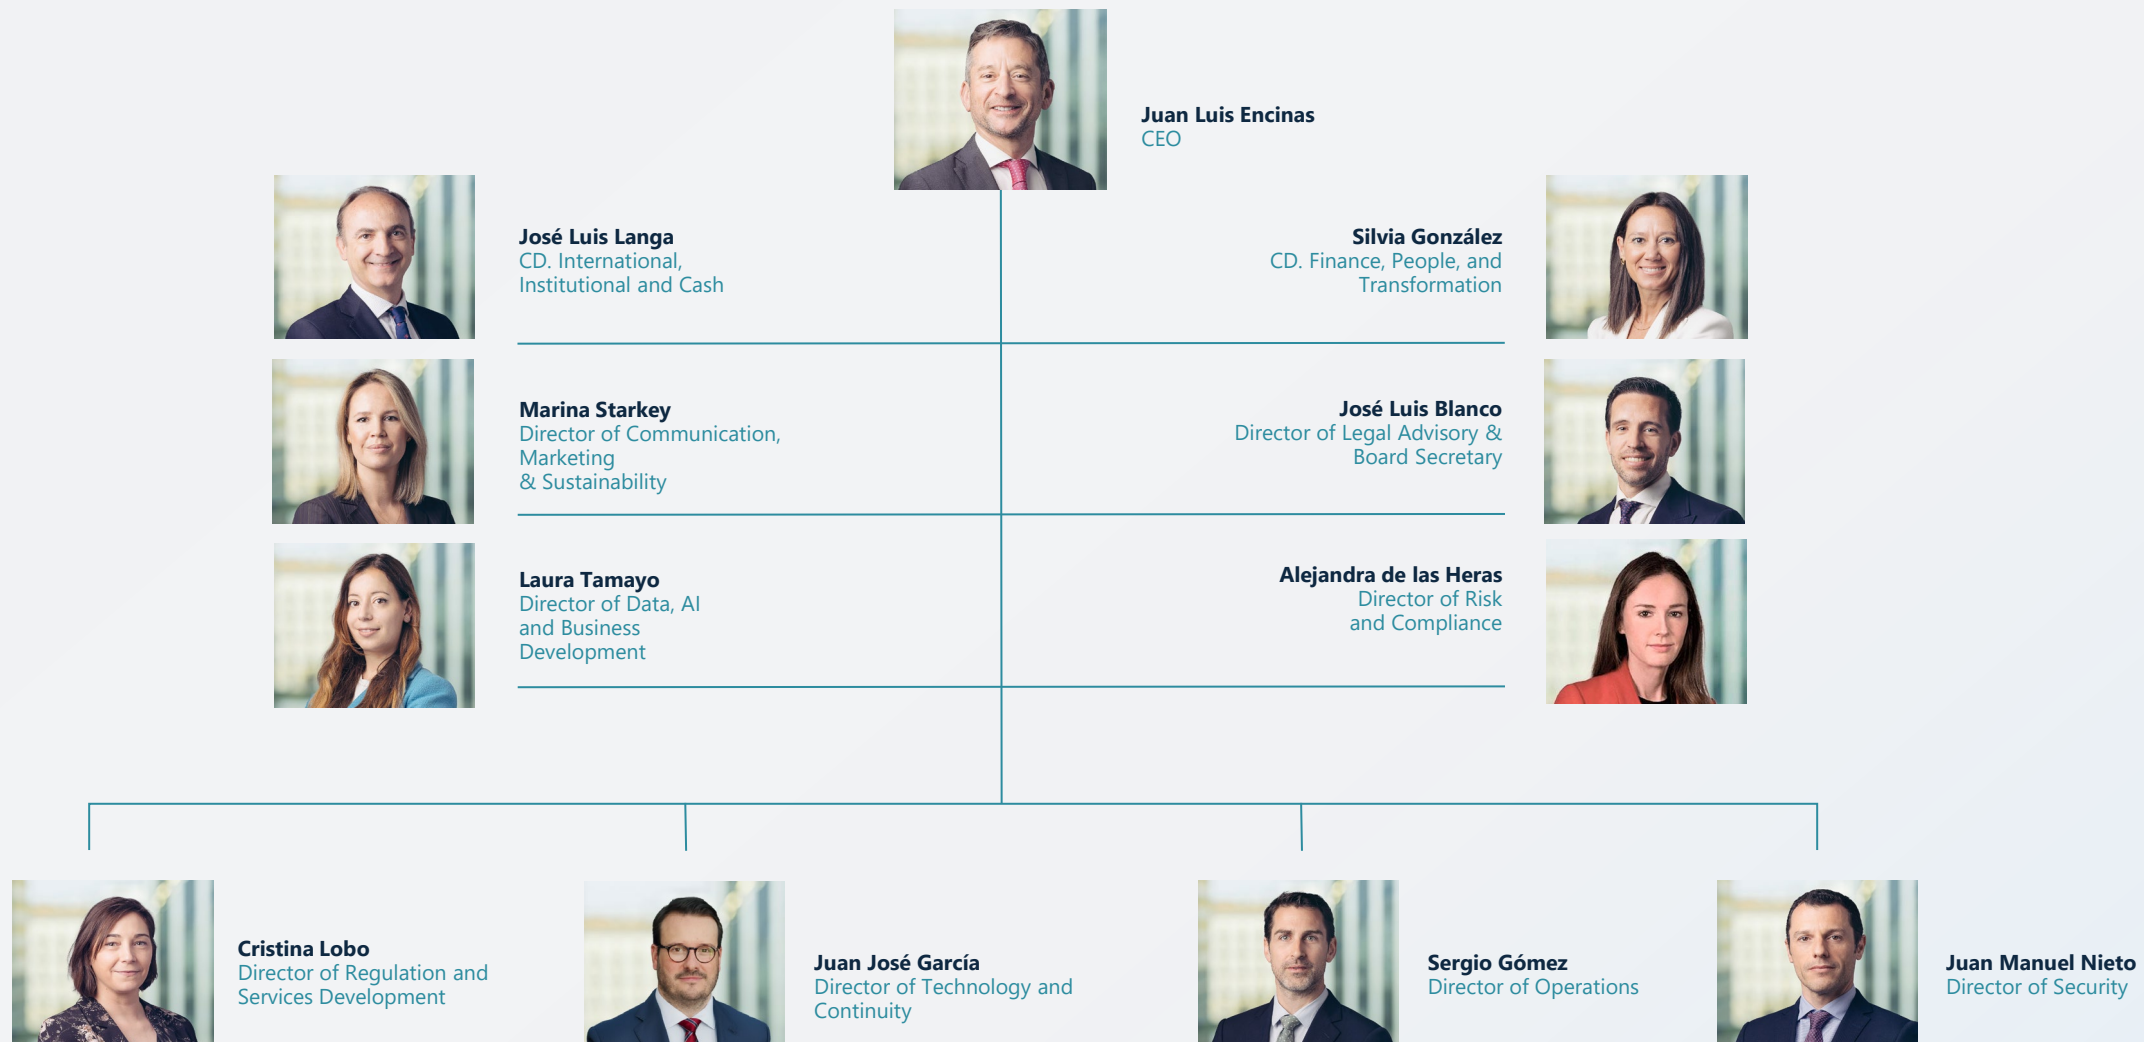 Juan Luis Encinas
CEO
José Luis Langa
CD. International,
Institutional and Cash
Silvia González
CD. Finance, People, and
Transformation
Marina Starkey
Director of Communication,
Marketing
& Sustainability
José Luis Blanco
Director of Legal Advisory &
Board Secretary
Laura Tamayo
Director of Data, AI
and Business
Development
Alejandra de las Heras
Director of Risk
and Compliance
Cristina Lobo
Director of Regulation and
Services Development
Juan José García
Director of Technology and
Continuity
Sergio Gómez
Director of Operations
Juan Manuel Nieto
Director of Security